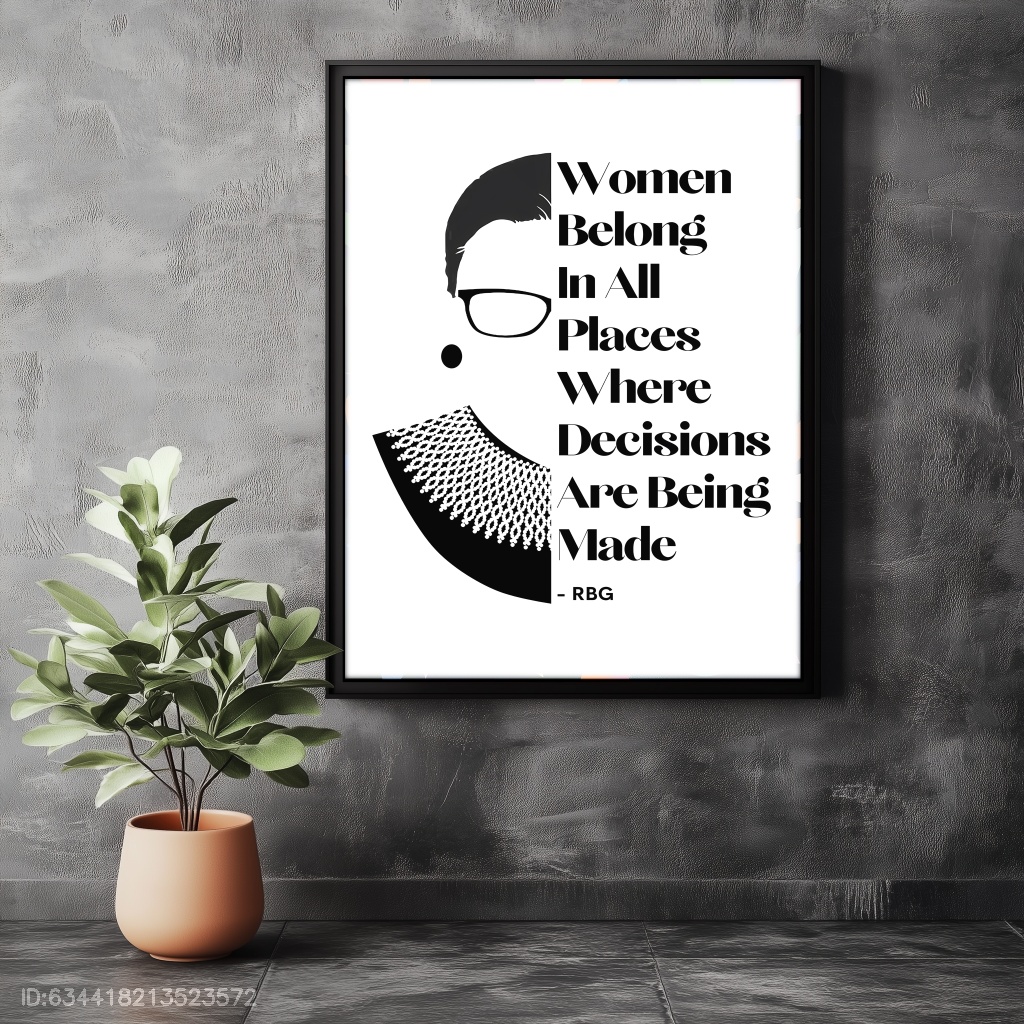 Women
Belong
In All
Places
Where
Decisions
Are Being
Made
- RBG
ID:634418213523572